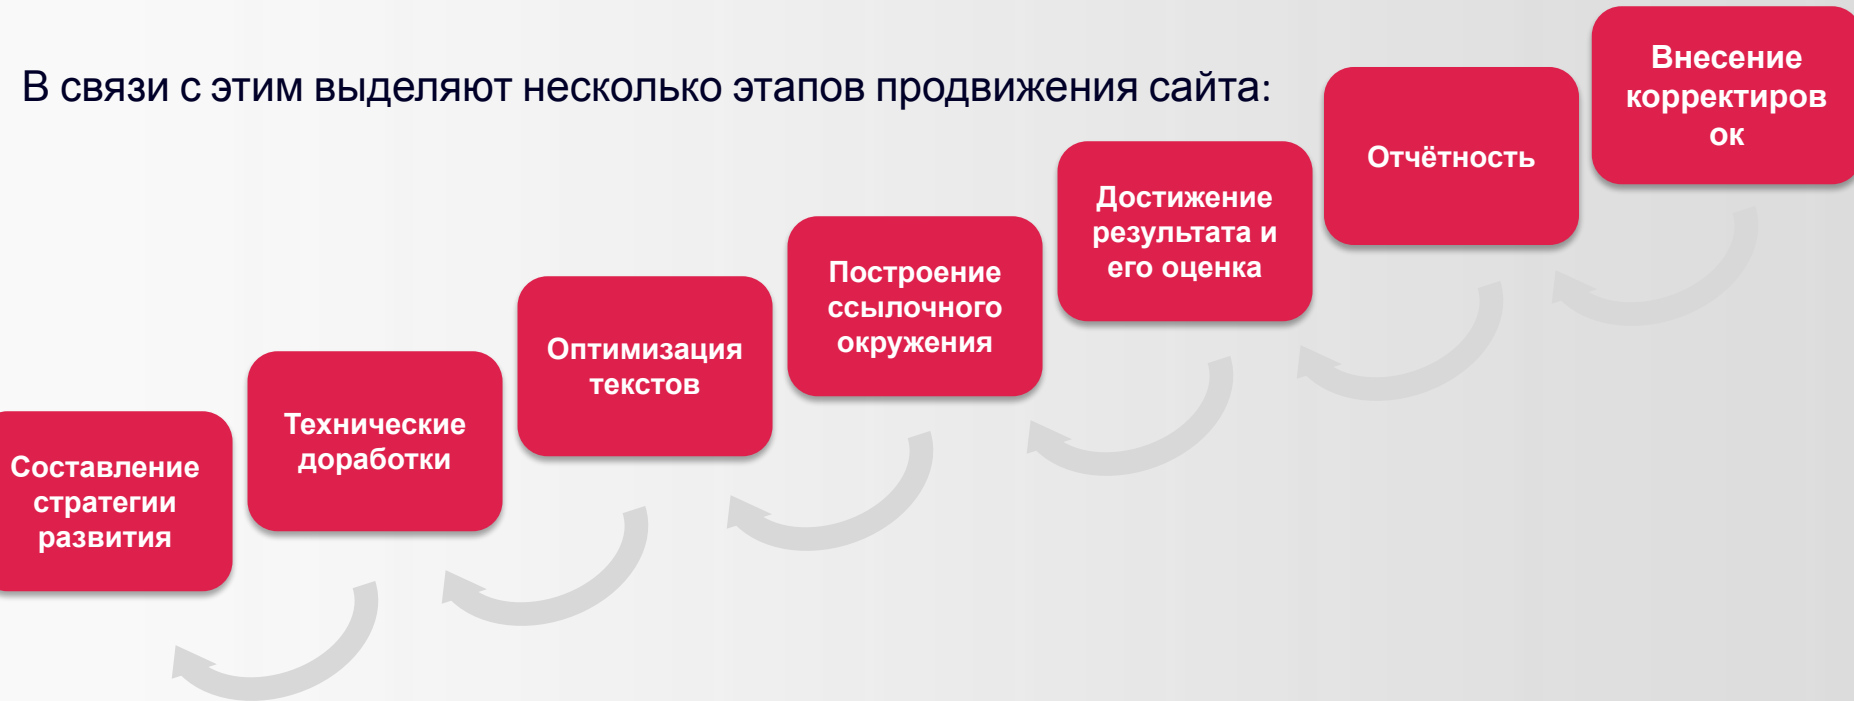 В связи с этим выделяют несколько этапов продвижения сайта:
Составление
стратегии
развития
Технические
доработки
Оптимизация
текстов
Построение
ссылочного
окружения
Достижение
результата и
его оценка
Отчётность
Внесение
корректиров
ок